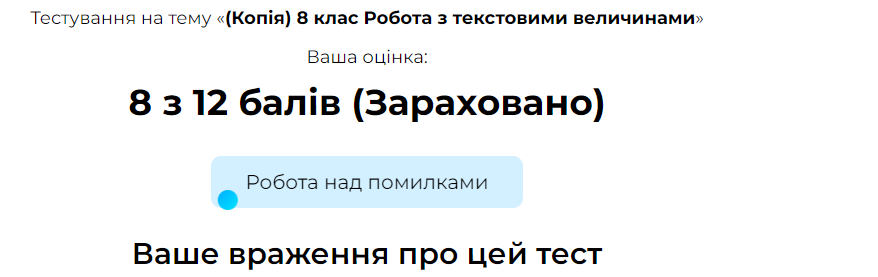 Тестування на тему «(Копія) 8 клас Робота з текстовими величинами»
Ваша оцінка:
8 з 12 балів (Зараховано)
Робота над помилками
Ваше враження про цей тест